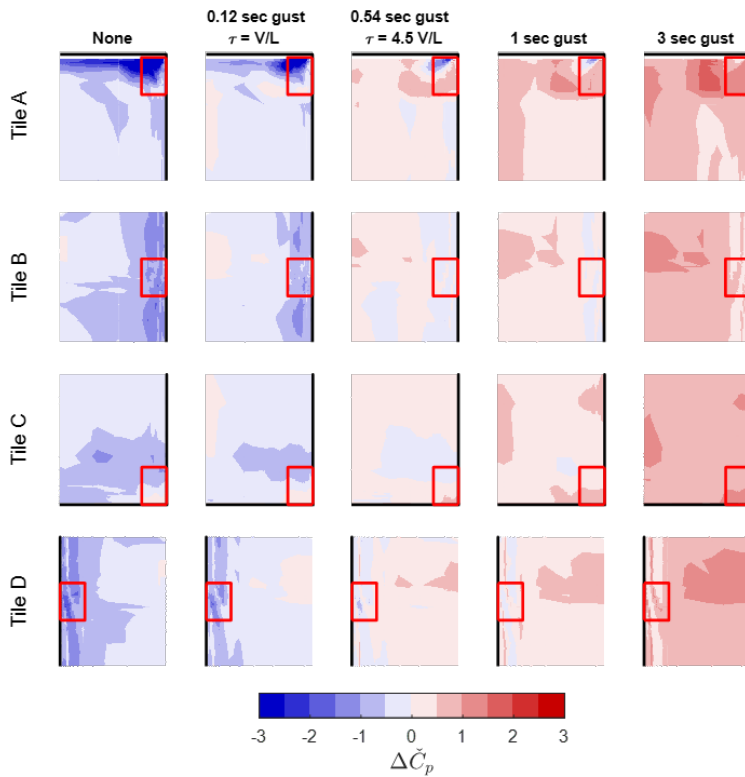 None
0.12 sec gust
τ = V/L
0.54 sec gust
τ = 4.5 V/L
1 sec gust
3 sec gust
Tile A
Tile B
Tile C
Tile D
-3 -2 -1 0 1 2 3
ΔČₚ